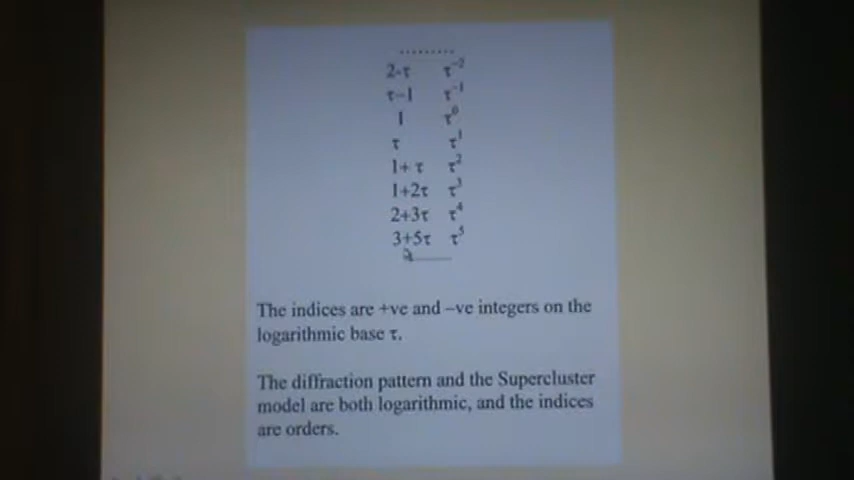 .........
2-τ τ⁻²
τ–1 τ⁻¹
1 τ⁰
τ τ¹
1+ τ τ²
1+2τ τ³
2+3τ τ⁴
3+5τ τ⁵
The indices are +ve and –ve integers on the
logarithmic base τ.
The diffraction pattern and the Supercluster
model are both logarithmic, and the indices
are orders.